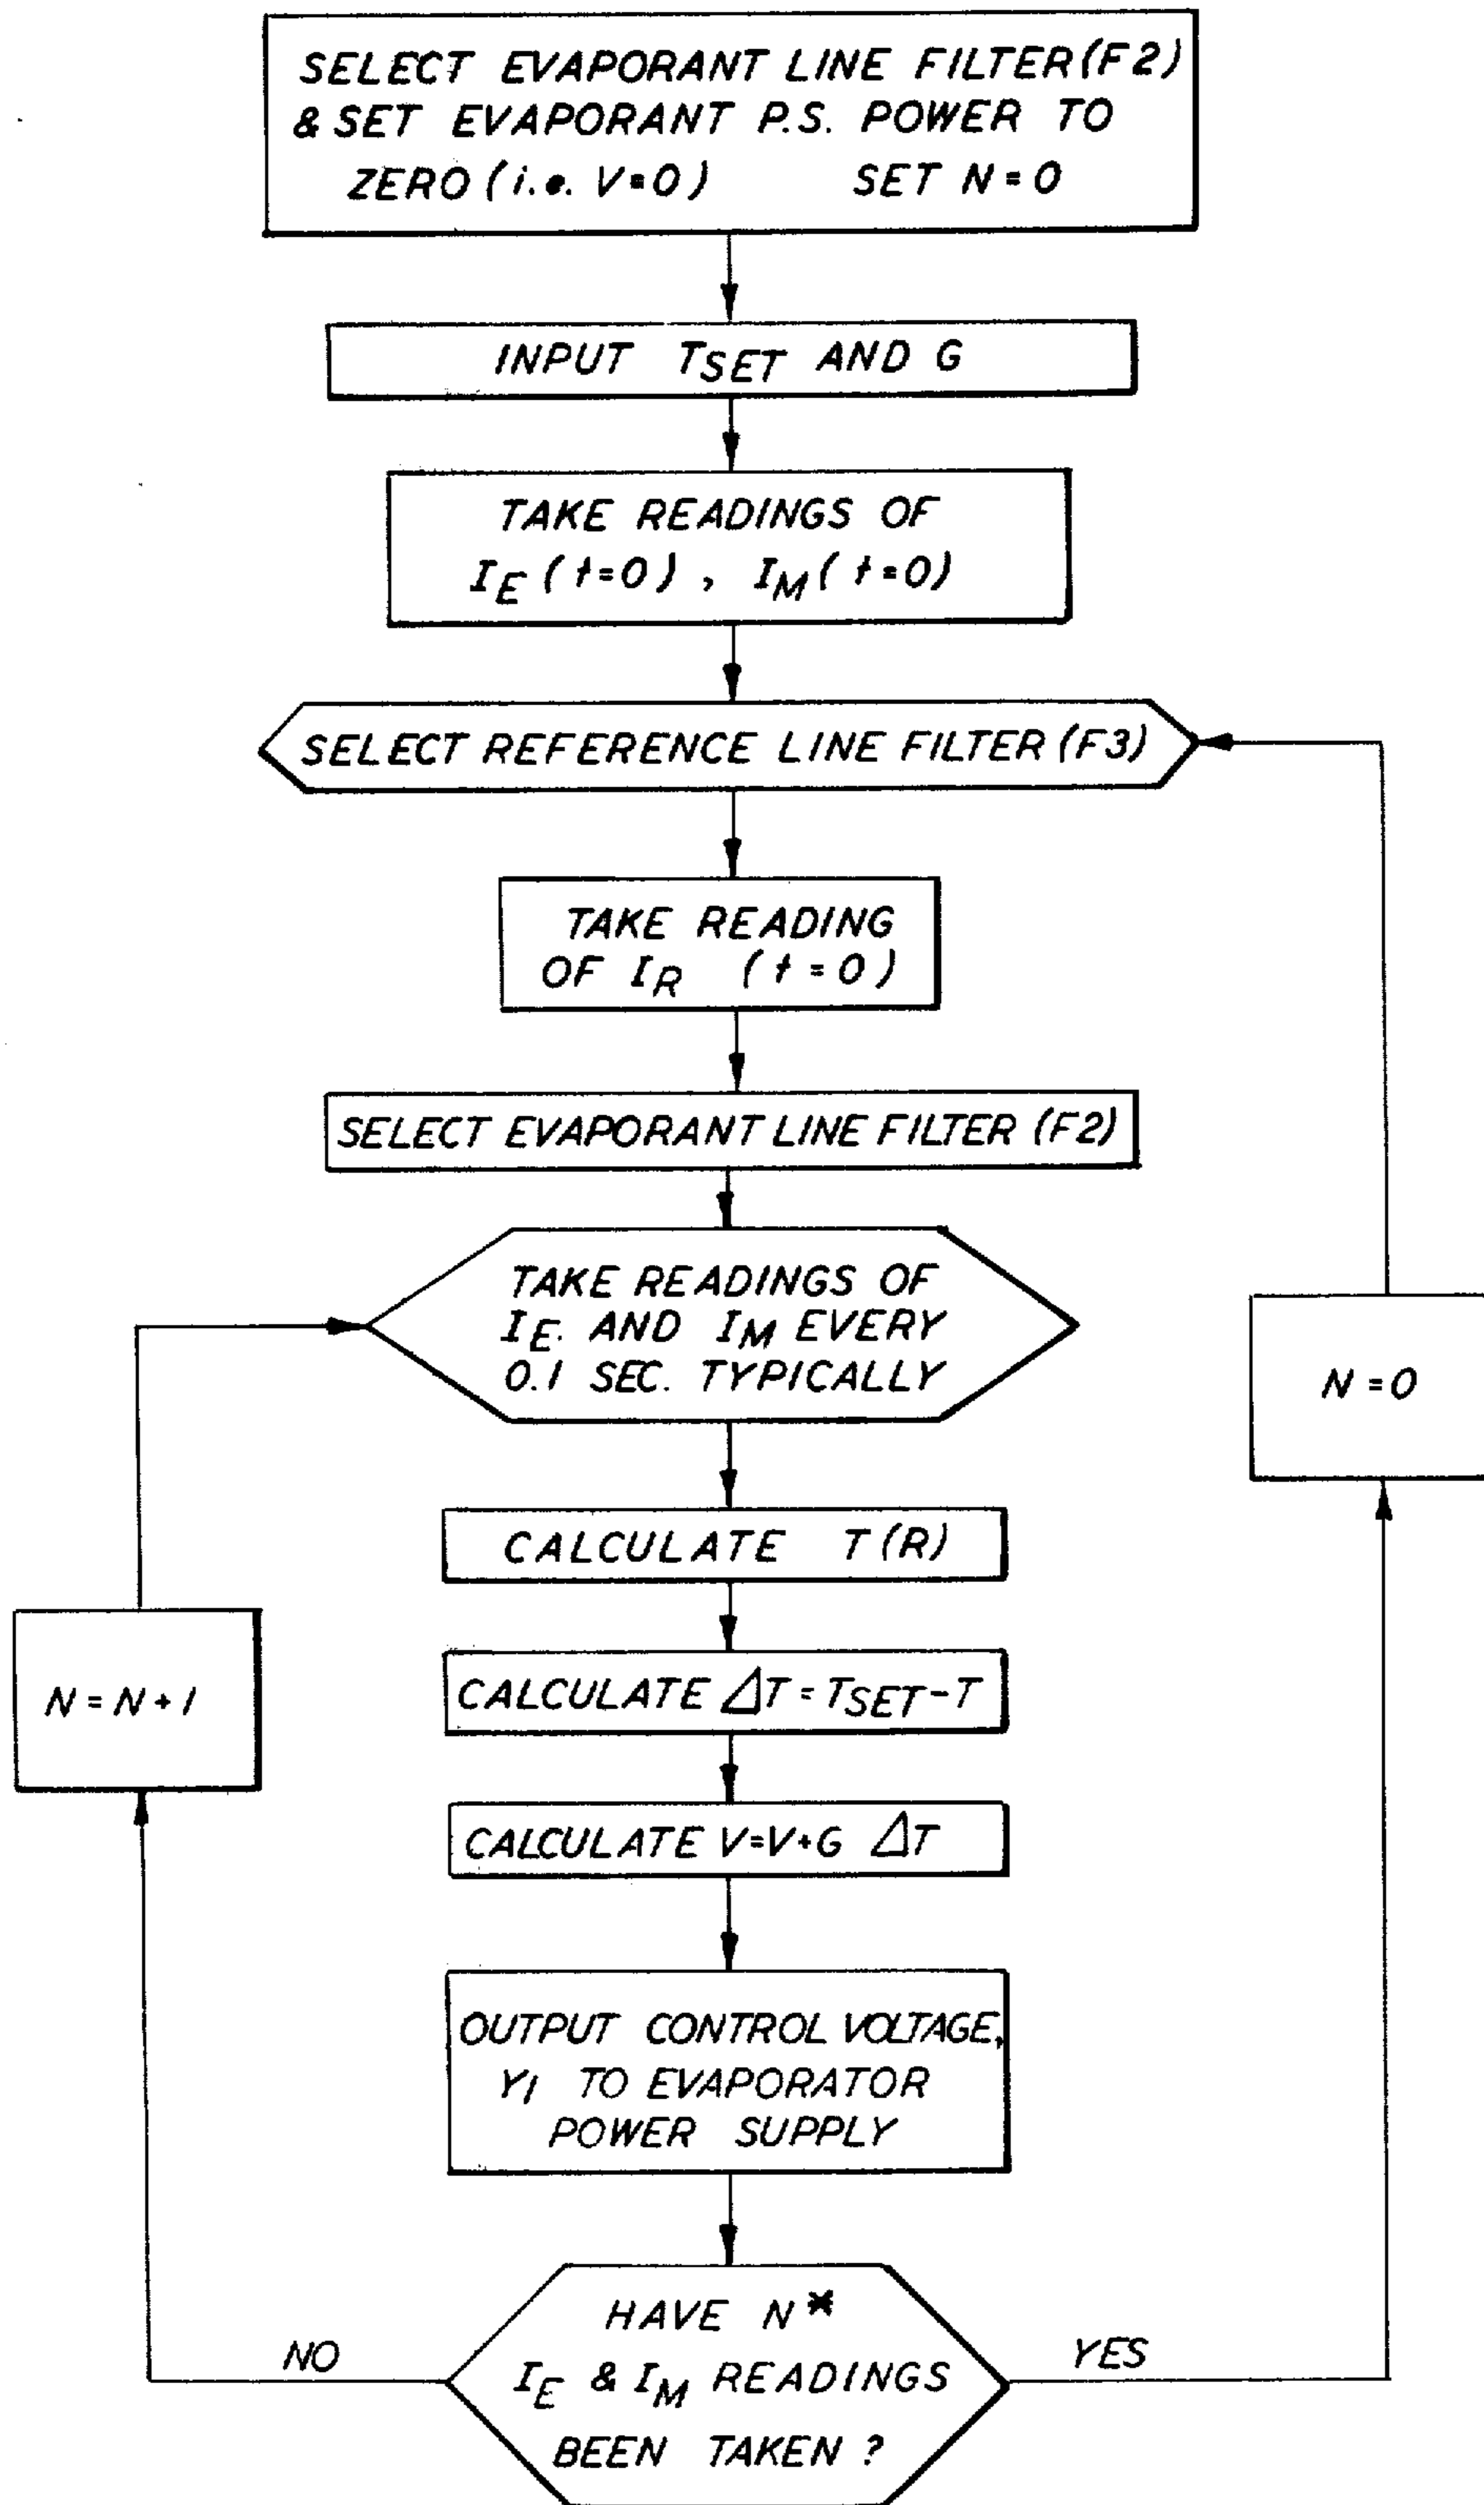 SELECT EVAPORANT LINE FILTER (F2)
& SET EVAPORANT P.S. POWER TO
ZERO (i.e. V=0) SET N=0
INPUT TSET AND G
TAKE READINGS OF
IE (t=0), IM (t=0)
SELECT REFERENCE LINE FILTER (F3)
TAKE READING
OF IR (t=0)
SELECT EVAPORANT LINE FILTER (F2)
TAKE READINGS OF
IE. AND IM EVERY
0.1 SEC. TYPICALLY
N=0
CALCULATE T(R)
CALCULATE ΔT=TSET-T
N=N+1
CALCULATE V=V+G ΔT
OUTPUT CONTROL VOLTAGE,
Y1 TO EVAPORATOR
POWER SUPPLY
HAVE N*
IE & IM READINGS
BEEN TAKEN ?
NO
YES